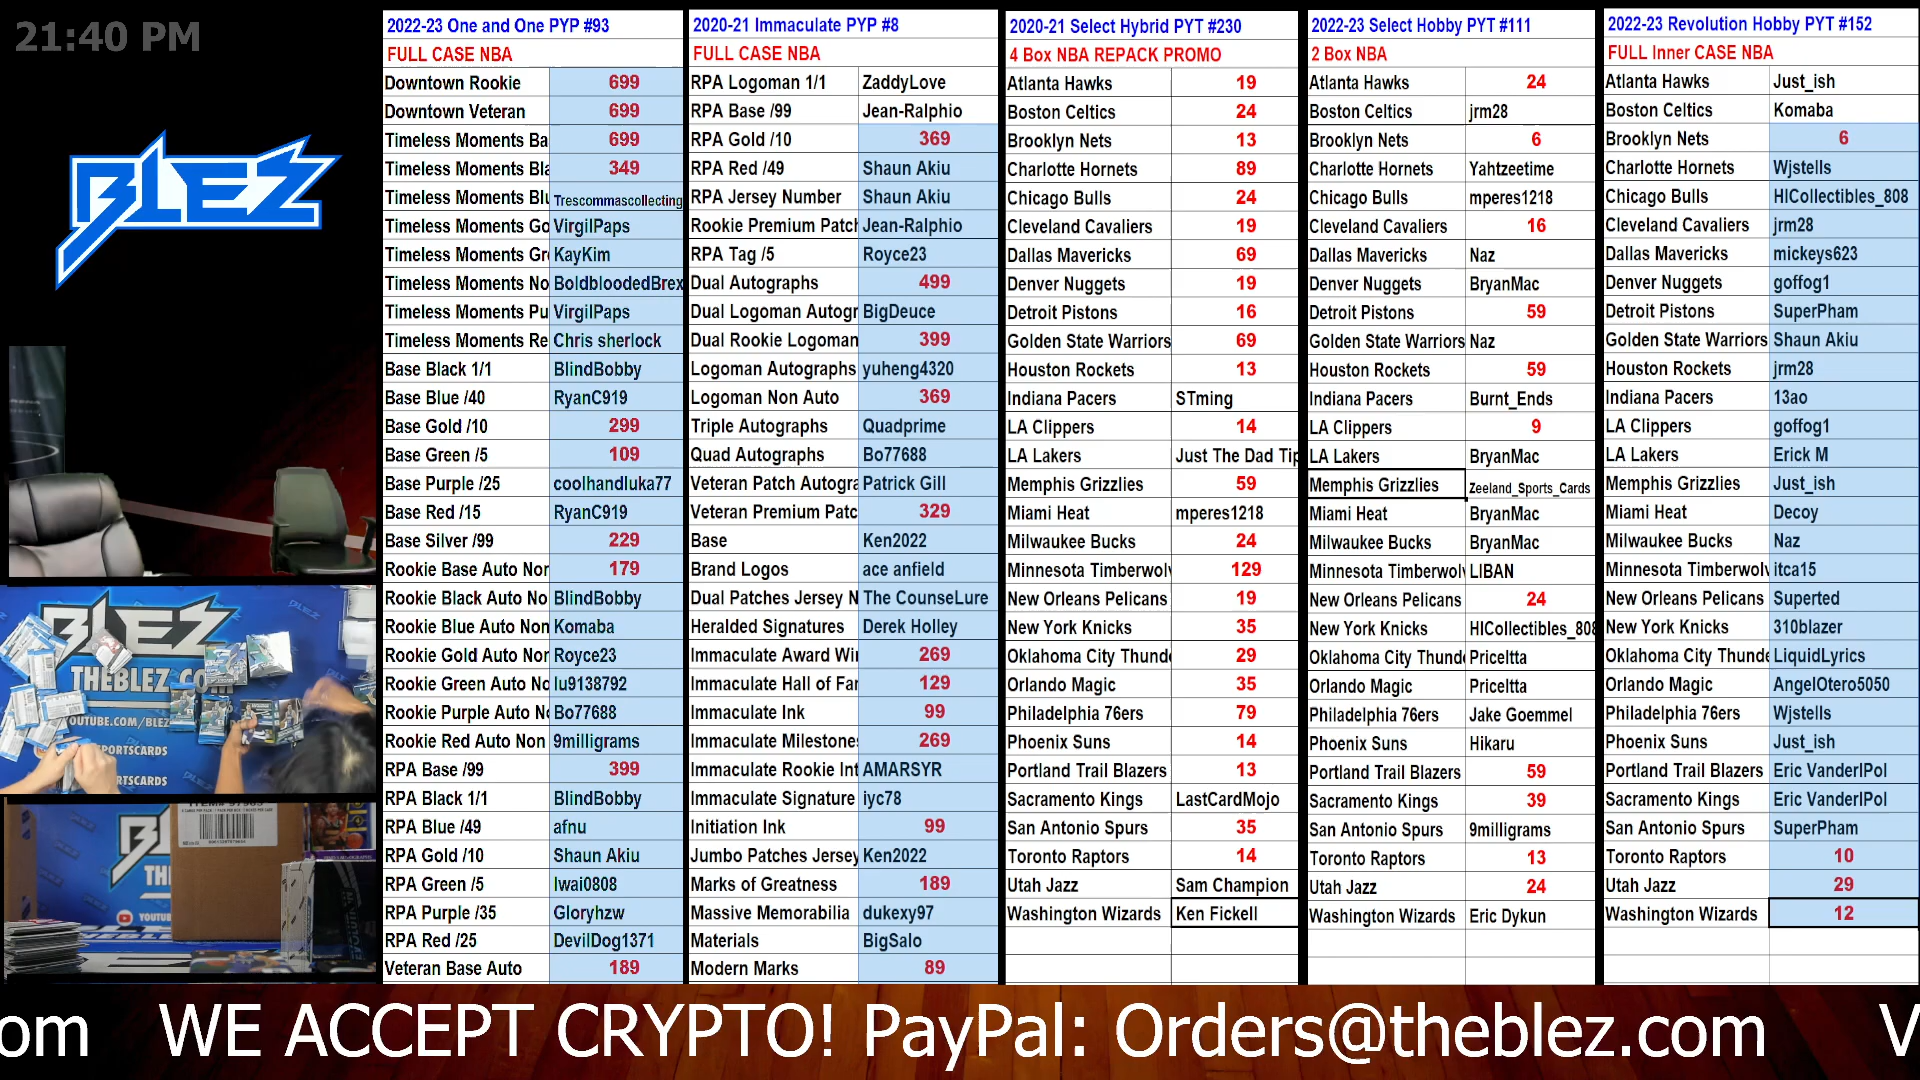 21:40 PM
BLEZ
BLEZ
THEBLEZ.CO
OUTUBE.COM/BLEZ
PORTSCARDS
RTSCARDS
2022-23 One and One PYP #93
FULL CASE NBA
Downtown Rookie 699
Downtown Veteran 699
Timeless Moments Ba 699
Timeless Moments Bla 349
Timeless Moments Blu Trescommascollecting
Timeless Moments Go VirgilPaps
Timeless Moments Gr KayKim
Timeless Moments No BoldbloodedBrex
Timeless Moments Pu VirgilPaps
Timeless Moments Re Chris sherlock
Base Black 1/1 BlindBobby
Base Blue /40 RyanC919
Base Gold /10 299
Base Green /5 109
Base Purple /25 coolhandluka77
Base Red /15 RyanC919
Base Silver /99 229
Rookie Base Auto Nor 179
Rookie Black Auto No BlindBobby
Rookie Blue Auto Non Komaba
Rookie Gold Auto Nor Royce23
Rookie Green Auto No lu9138792
Rookie Purple Auto No Bo77688
Rookie Red Auto Non 9milligrams
RPA Base /99 399
RPA Black 1/1 BlindBobby
RPA Blue /49 afnu
RPA Gold /10 Shaun Akiu
RPA Green /5 lwai0808
RPA Purple /35 Gloryhzw
RPA Red /25 DevilDog1371
Veteran Base Auto 189
2020-21 Immaculate PYP #8
FULL CASE NBA
RPA Logoman 1/1 ZaddyLove
RPA Base /99 Jean-Ralphio
RPA Gold /10 369
RPA Red /49 Shaun Akiu
RPA Jersey Number Shaun Akiu
Rookie Premium Patch Jean-Ralphio
RPA Tag /5 Royce23
Dual Autographs 499
Dual Logoman Autogr BigDeuce
Dual Rookie Logoman 399
Logoman Autographs yuheng4320
Logoman Non Auto 369
Triple Autographs Quadprime
Quad Autographs Bo77688
Veteran Patch Autogra Patrick Gill
Veteran Premium Patc 329
Base Ken2022
Brand Logos ace anfield
Dual Patches Jersey N The CounseLure
Heralded Signatures Derek Holley
Immaculate Award Wi 269
Immaculate Hall of Fa 129
Immaculate Ink 99
Immaculate Milestone 269
Immaculate Rookie Int AMARSYR
Immaculate Signature iyc78
Initiation Ink 99
Jumbo Patches Jersey Ken2022
Marks of Greatness 189
Massive Memorabilia dukexy97
Materials BigSalo
Modern Marks 89
2020-21 Select Hybrid PYT #230
4 Box NBA REPACK PROMO
Atlanta Hawks 19
Boston Celtics 24
Brooklyn Nets 13
Charlotte Hornets 89
Chicago Bulls 24
Cleveland Cavaliers 19
Dallas Mavericks 69
Denver Nuggets 19
Detroit Pistons 16
Golden State Warriors 69
Houston Rockets 13
Indiana Pacers STming
LA Clippers 14
LA Lakers Just The Dad Tip
Memphis Grizzlies 59
Miami Heat mperes1218
Milwaukee Bucks 24
Minnesota Timberwolv 129
New Orleans Pelicans 19
New York Knicks 35
Oklahoma City Thund 29
Orlando Magic 35
Philadelphia 76ers 79
Phoenix Suns 14
Portland Trail Blazers 13
Sacramento Kings LastCardMojo
San Antonio Spurs 35
Toronto Raptors 14
Utah Jazz Sam Champion
Washington Wizards Ken Fickell
2022-23 Select Hobby PYT #111
2 Box NBA
Atlanta Hawks 24
Boston Celtics jrm28
Brooklyn Nets 6
Charlotte Hornets Yahtzeetime
Chicago Bulls mperes1218
Cleveland Cavaliers 16
Dallas Mavericks Naz
Denver Nuggets BryanMac
Detroit Pistons 59
Golden State Warriors Naz
Houston Rockets 59
Indiana Pacers Burnt_Ends
LA Clippers 9
LA Lakers BryanMac
Memphis Grizzlies Zeeland_Sports_Cards
Miami Heat BryanMac
Milwaukee Bucks BryanMac
Minnesota Timberwolv LIBAN
New Orleans Pelicans 24
New York Knicks HICollectibles_808
Oklahoma City Thund PriceItta
Orlando Magic PriceItta
Philadelphia 76ers Jake Goemmel
Phoenix Suns Hikaru
Portland Trail Blazers 59
Sacramento Kings 39
San Antonio Spurs 9milligrams
Toronto Raptors 13
Utah Jazz 24
Washington Wizards Eric Dykun
2022-23 Revolution Hobby PYT #152
FULL Inner CASE NBA
Atlanta Hawks Just_ish
Boston Celtics Komaba
Brooklyn Nets 6
Charlotte Hornets Wjstells
Chicago Bulls HICollectibles_808
Cleveland Cavaliers jrm28
Dallas Mavericks mickeys623
Denver Nuggets goffog1
Detroit Pistons SuperPham
Golden State Warriors Shaun Akiu
Houston Rockets jrm28
Indiana Pacers 13ao
LA Clippers goffog1
LA Lakers Erick M
Memphis Grizzlies Just_ish
Miami Heat Decoy
Milwaukee Bucks Naz
Minnesota Timberwolv itca15
New Orleans Pelicans Superted
New York Knicks 310blazer
Oklahoma City Thunde LiquidLyrics
Orlando Magic AngelOtero5050
Philadelphia 76ers Wjstells
Phoenix Suns Just_ish
Portland Trail Blazers Eric VanderlPol
Sacramento Kings Eric VanderlPol
San Antonio Spurs SuperPham
Toronto Raptors 10
Utah Jazz 29
Washington Wizards 12
om WE ACCEPT CRYPTO! PayPal: Orders@theblez.com V